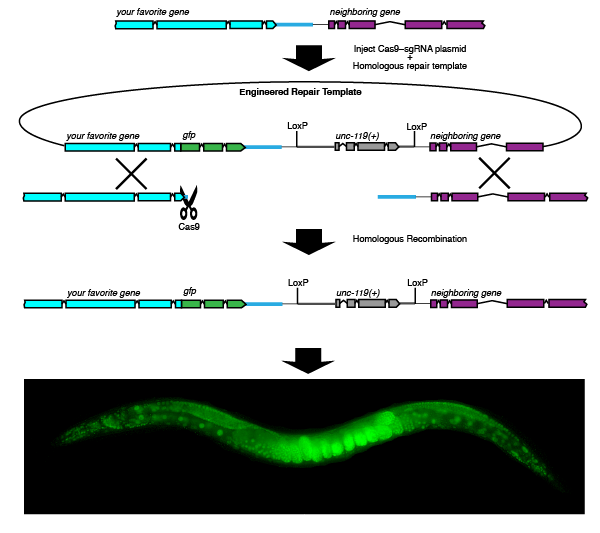 your favorite gene neighboring gene
Inject Cas9–sgRNA plasmid
+
Homologous repair template
Engineered Repair Template
LoxP LoxP
your favorite gene gfp unc-119(+) neighboring gene
Cas9
Homologous Recombination
LoxP LoxP
your favorite gene gfp unc-119(+) neighboring gene